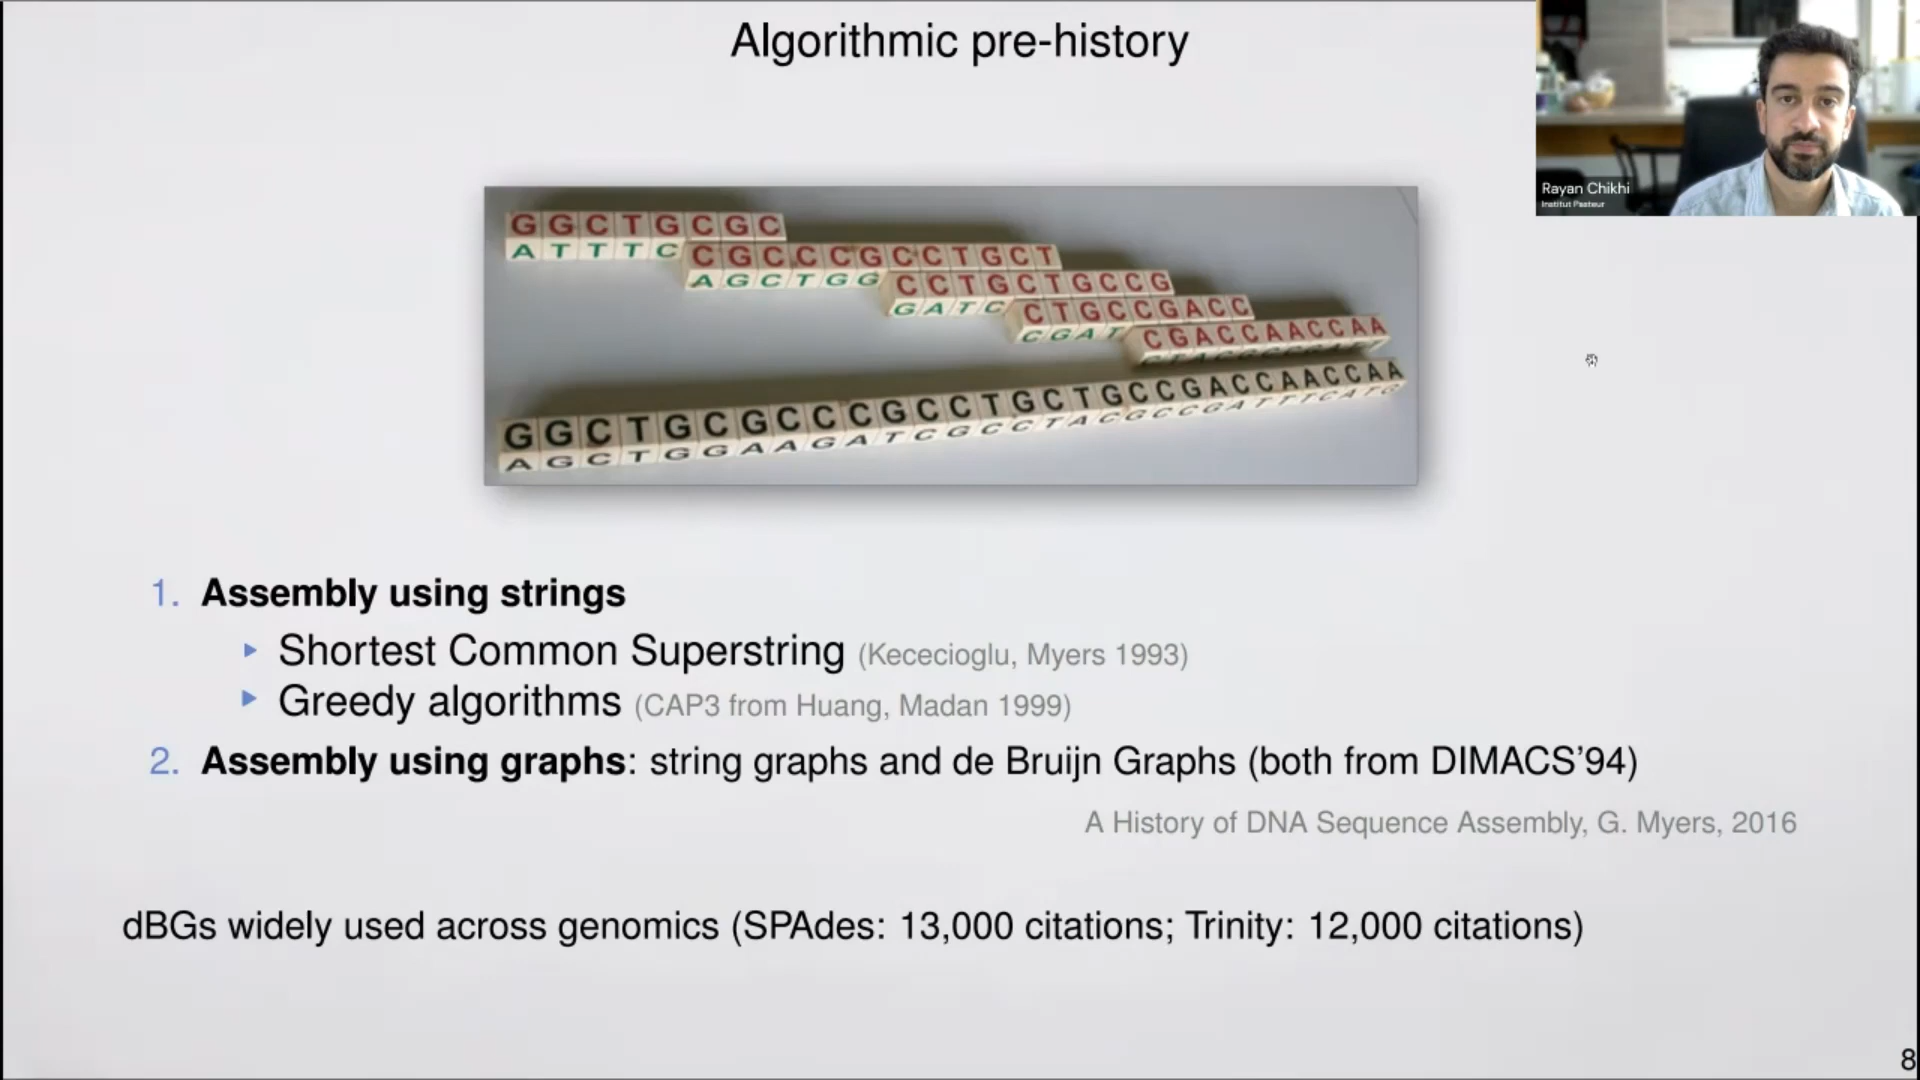 Algorithmic pre-history
Rayan Chikhi
Institut Pasteur
GGCTGCGC
ATTTC
CGCCCGCCTGCT
AGCTGG
CCTGCTGCCG
GATC
CTGCCGACC
CGAT
CGACCAACCAA
GGCTGCGCCCGCCTGCTGCCGACCAACCAA
AGCTGGAAGATCGCCTACGCCGATTTCATG
1. Assembly using strings
▸ Shortest Common Superstring (Kececioglu, Myers 1993)
▸ Greedy algorithms (CAP3 from Huang, Madan 1999)
2. Assembly using graphs: string graphs and de Bruijn Graphs (both from DIMACS’94)
A History of DNA Sequence Assembly, G. Myers, 2016
dBGs widely used across genomics (SPAdes: 13,000 citations; Trinity: 12,000 citations)
8